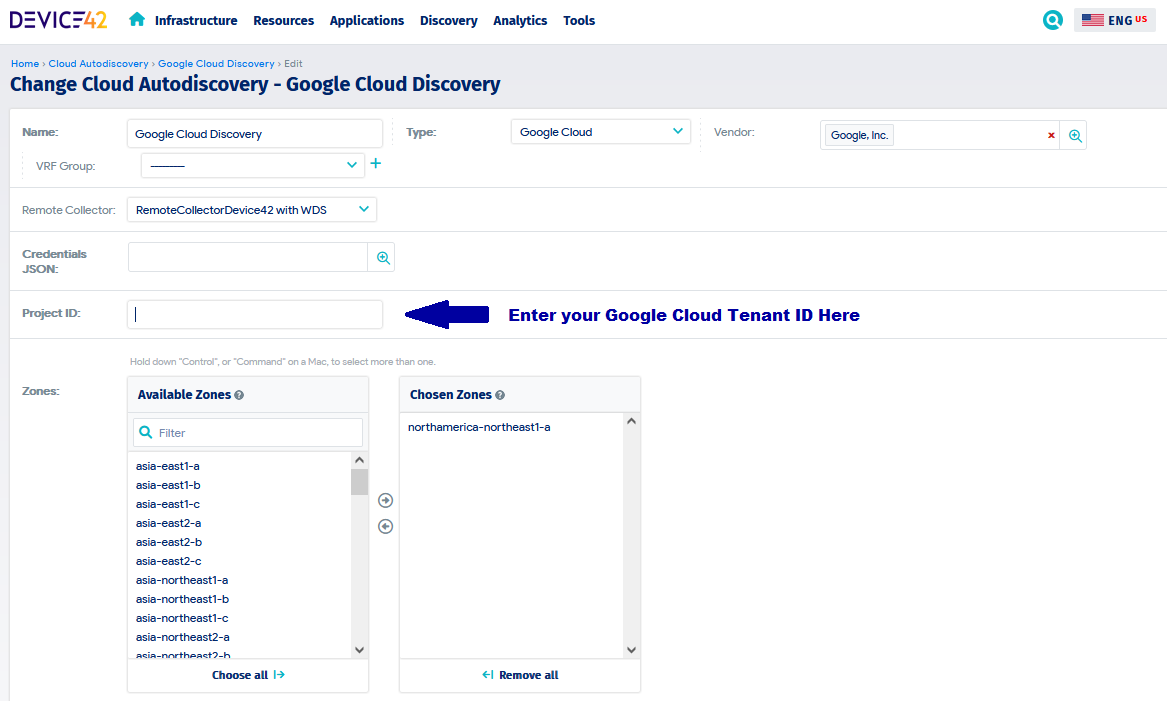 DEVICE42 Infrastructure Resources Applications Discovery Analytics Tools ENG US
Home › Cloud Autodiscovery › Google Cloud Discovery › Edit
Change Cloud Autodiscovery - Google Cloud Discovery
Name: Google Cloud Discovery Type: Google Cloud Vendor: Google, Inc.
VRF Group: ---------
Remote Collector: RemoteCollectorDevice42 with WDS
Credentials
JSON:
Project ID: Enter your Google Cloud Tenant ID Here
Hold down "Control", or "Command" on a Mac, to select more than one.
Zones:
Available Zones
Filter
asia-east1-a
asia-east1-b
asia-east1-c
asia-east2-a
asia-east2-b
asia-east2-c
asia-northeast1-a
asia-northeast1-b
asia-northeast1-c
asia-northeast2-a
asia-northeast2-b
Choose all
Chosen Zones
northamerica-northeast1-a
Remove all